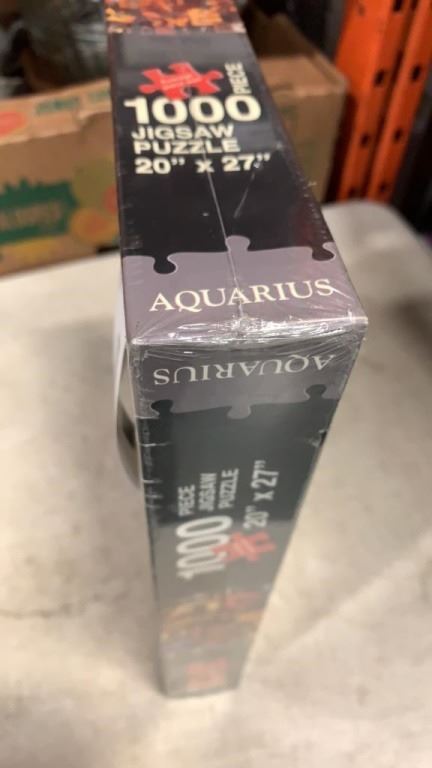 1000
PIECE
JIGSAW
PUZZLE
20" x 27"
AQUARIUS
AQUARIUS
1000
PIECE
JIGSAW
PUZZLE
20" x 27"